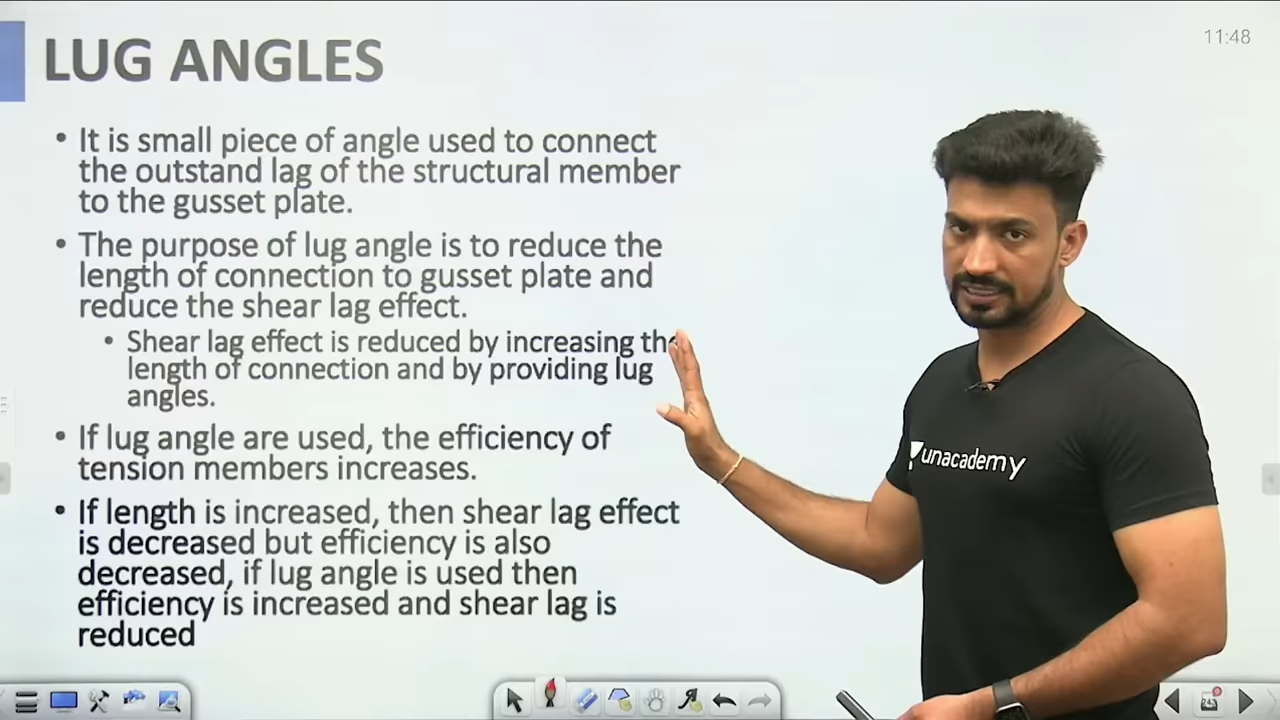 LUG ANGLES
11:48
• It is small piece of angle used to connect
the outstand lag of the structural member
to the gusset plate.
• The purpose of lug angle is to reduce the
length of connection to gusset plate and
reduce the shear lag effect.
• Shear lag effect is reduced by increasing the
length of connection and by providing lug
angles.
• If lug angle are used, the efficiency of
tension members increases.
• If length is increased, then shear lag effect
is decreased but efficiency is also
decreased, if lug angle is used then
efficiency is increased and shear lag is
reduced
unacademy
243